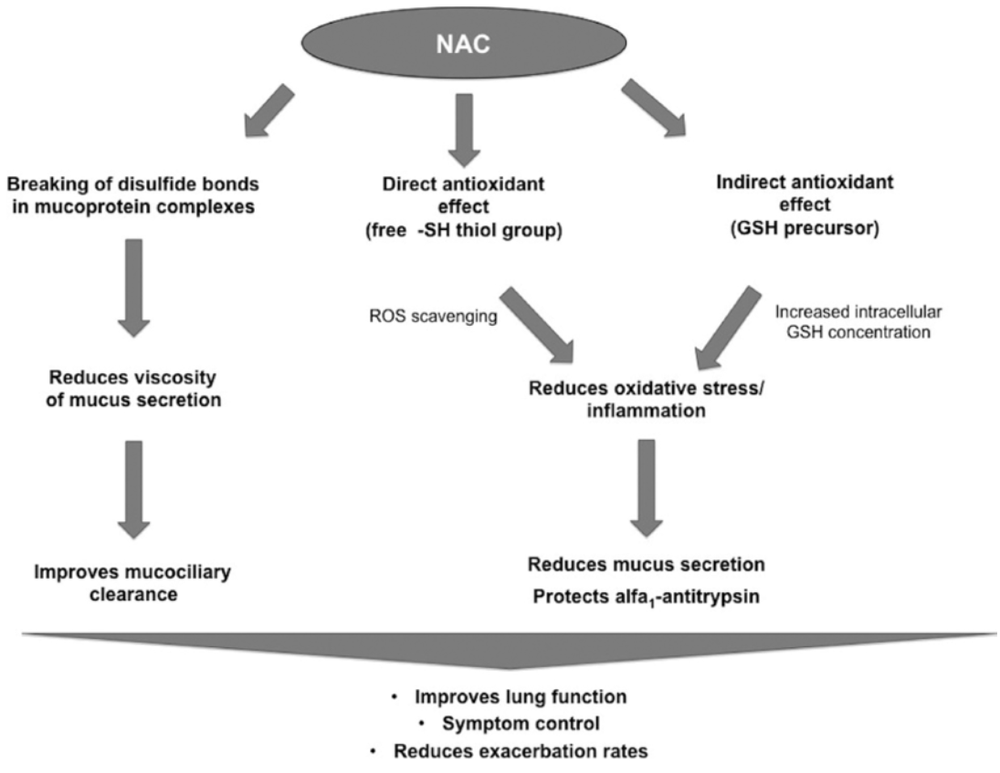 NAC
Breaking of disulfide bonds
in mucoprotein complexes
Direct antioxidant
effect
(free -SH thiol group)
Indirect antioxidant
effect
(GSH precursor)
ROS scavenging
Increased intracellular
GSH concentration
Reduces viscosity
of mucus secretion
Reduces oxidative stress/
inflammation
Improves mucociliary
clearance
Reduces mucus secretion
Protects alfa₁-antitrypsin
• Improves lung function
• Symptom control
• Reduces exacerbation rates